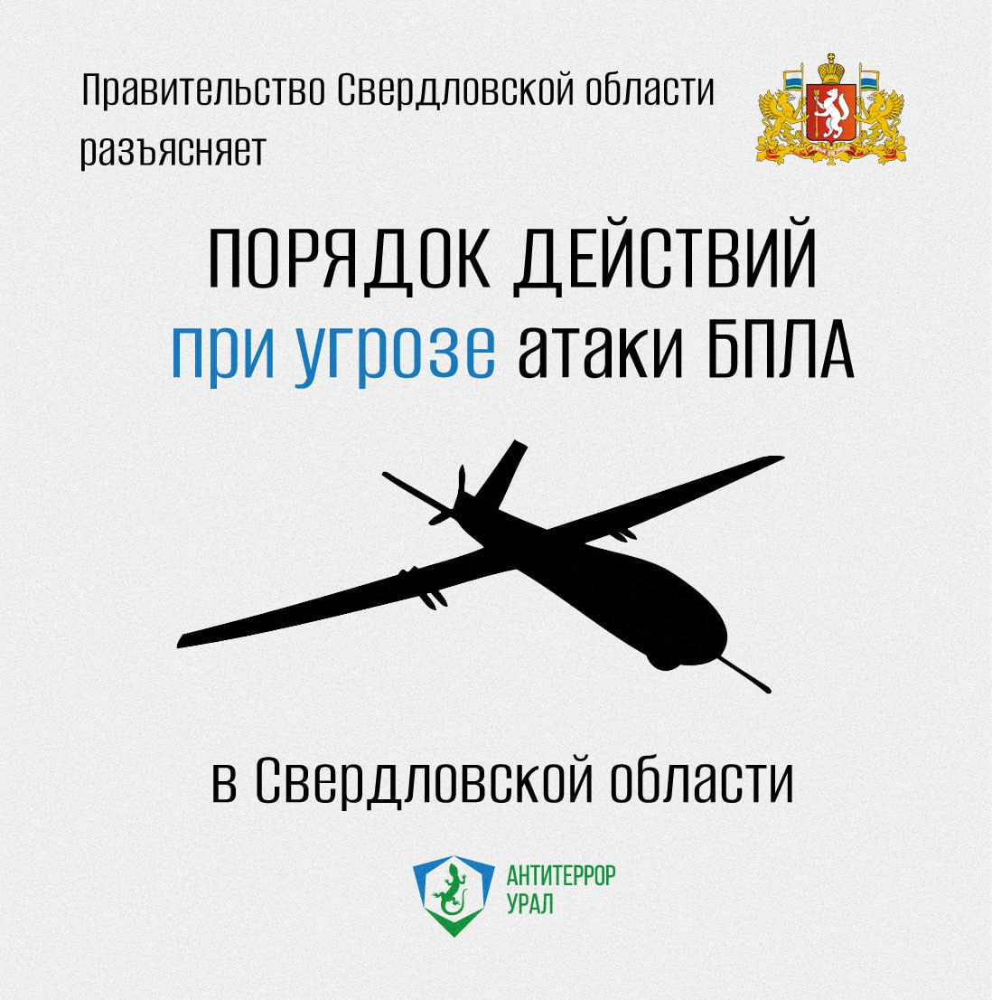 Правительство Свердловской области
разъясняет
ПОРЯДОК ДЕЙСТВИЙ
при угрозе атаки БПЛА
в Свердловской области
АНТИТЕРРОР
УРАЛ